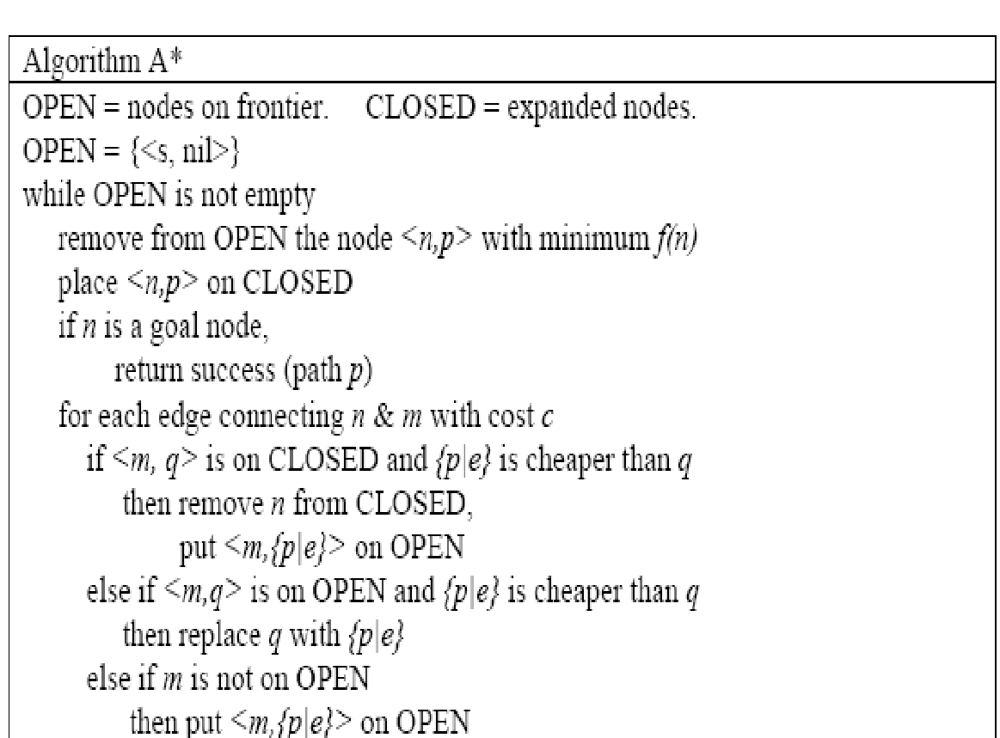 Algorithm A*
OPEN = nodes on frontier. CLOSED = expanded nodes.
OPEN = {<s, nil>}
while OPEN is not empty
remove from OPEN the node <n,p> with minimum f(n)
place <n,p> on CLOSED
if n is a goal node,
return success (path p)
for each edge connecting n & m with cost c
if <m, q> is on CLOSED and {p|e} is cheaper than q
then remove n from CLOSED,
put <m,{p|e}> on OPEN
else if <m,q> is on OPEN and {p|e} is cheaper than q
then replace q with {p|e}
else if m is not on OPEN
then put <m,{p|e}> on OPEN